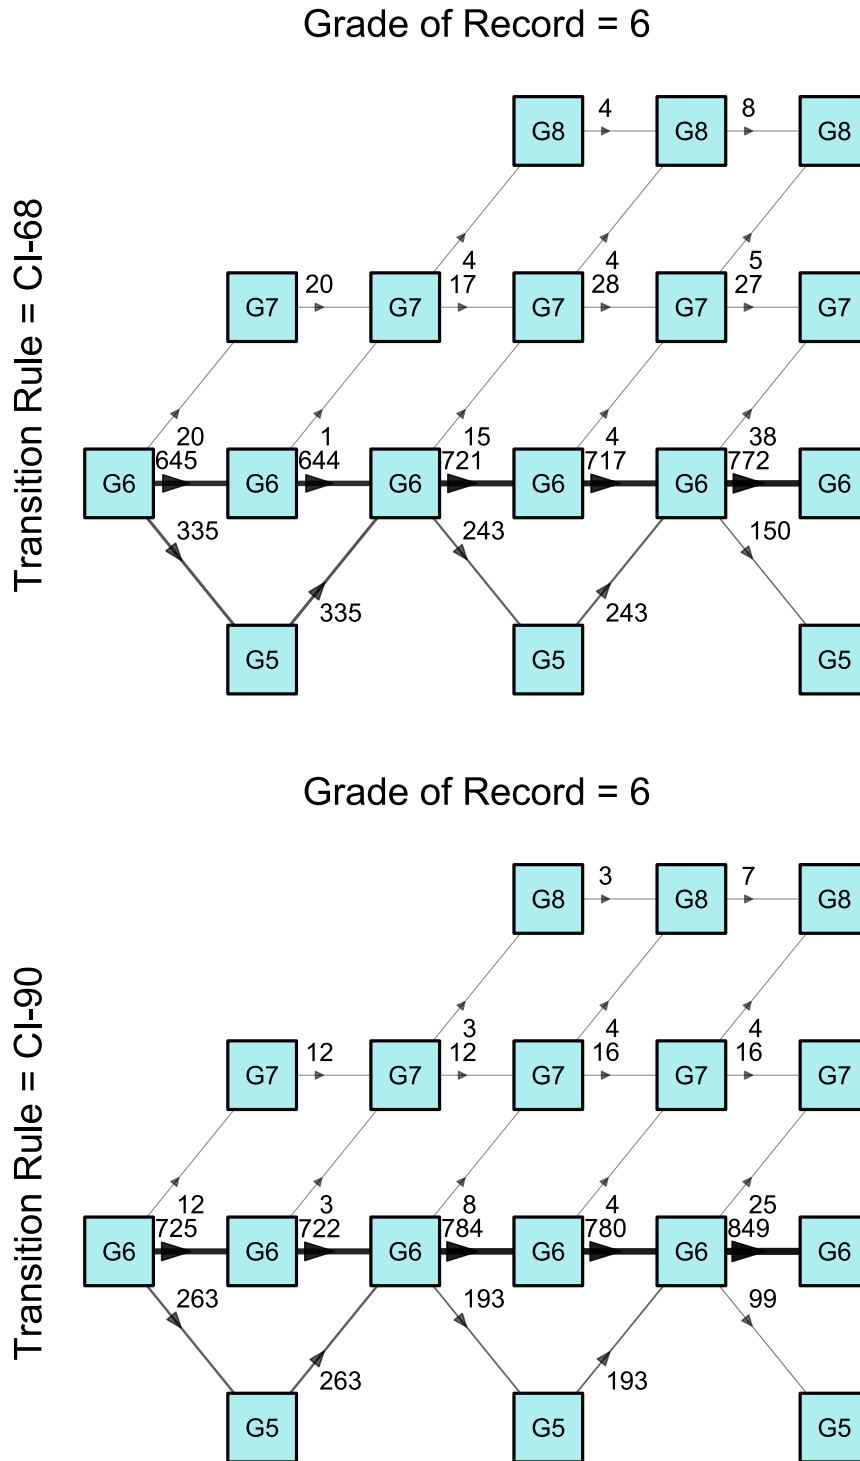 Grade of Record = 6
Transition Rule = CI-68
G8 4 G8 8 G8
4 4 5
G7 20 G7 17 G7 28 G7 27 G7
20 1 15 4 38
G6 645 G6 644 G6 721 G6 717 G6 772 G6
335 243 150
335 243
G5 G5 G5
Grade of Record = 6
Transition Rule = CI-90
G8 3 G8 7 G8
3 4 4
G7 12 G7 12 G7 16 G7 16 G7
12 3 8 4 25
G6 725 G6 722 G6 784 G6 780 G6 849 G6
263 193 99
263 193
G5 G5 G5